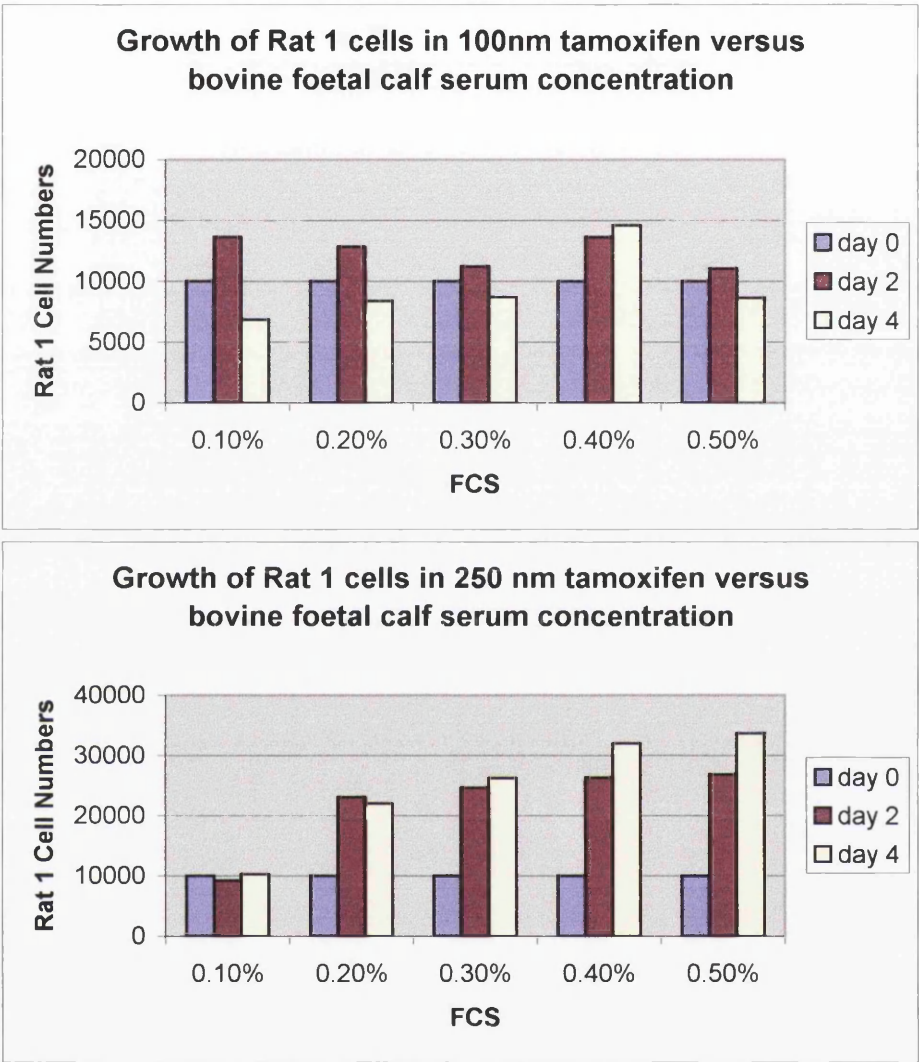 Growth of Rat 1 cells in 100nm tamoxifen versus
bovine foetal calf serum concentration
Rat 1 Cell Numbers
20000
15000
10000
5000
0
0.10% 0.20% 0.30% 0.40% 0.50%
FCS
day 0
day 2
day 4
Growth of Rat 1 cells in 250 nm tamoxifen versus
bovine foetal calf serum concentration
Rat 1 Cell Numbers
40000
30000
20000
10000
0
0.10% 0.20% 0.30% 0.40% 0.50%
FCS
day 0
day 2
day 4